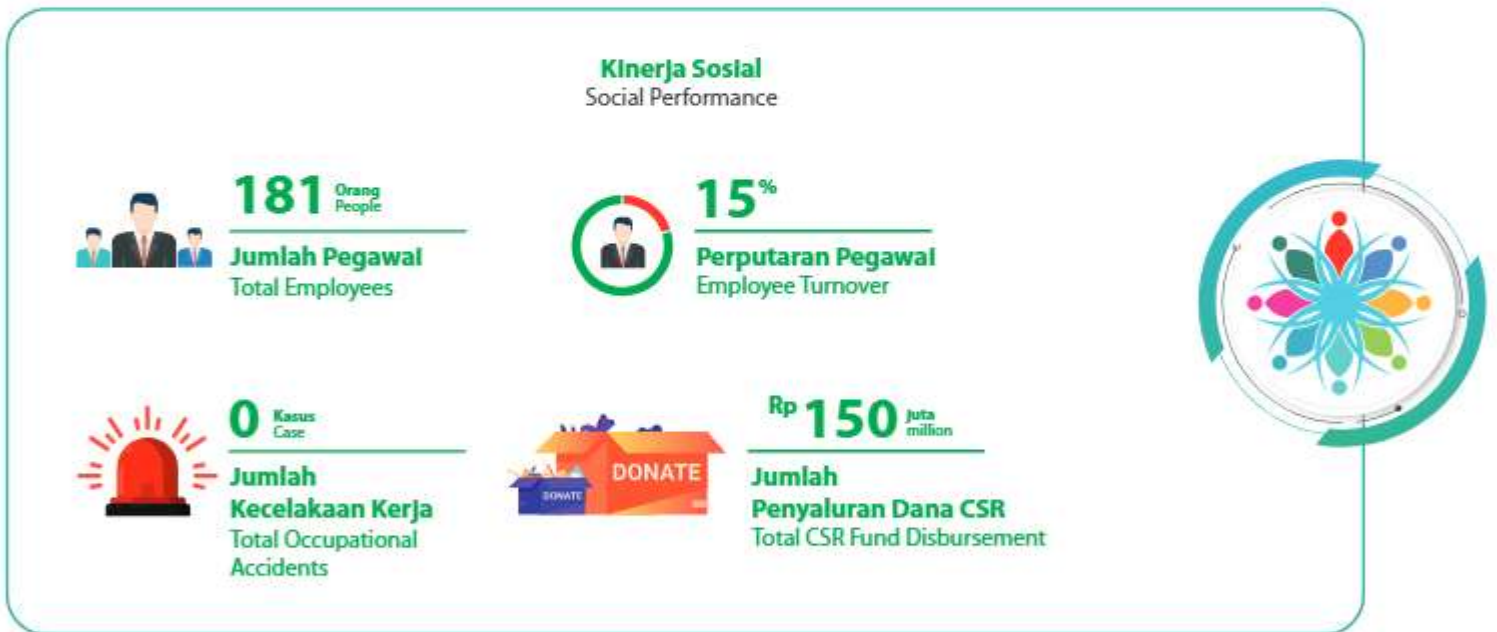 Kinerja Sosial
Social Performance
181 Orang
People
Jumlah Pegawai
Total Employees
15%
Perputaran Pegawai
Employee Turnover
0 Kasus
Case
Jumlah
Kecelakaan Kerja
Total Occupational
Accidents
DONATE
DONATE
Rp 150 Juta
million
Jumlah
Penyaluran Dana CSR
Total CSR Fund Disbursement